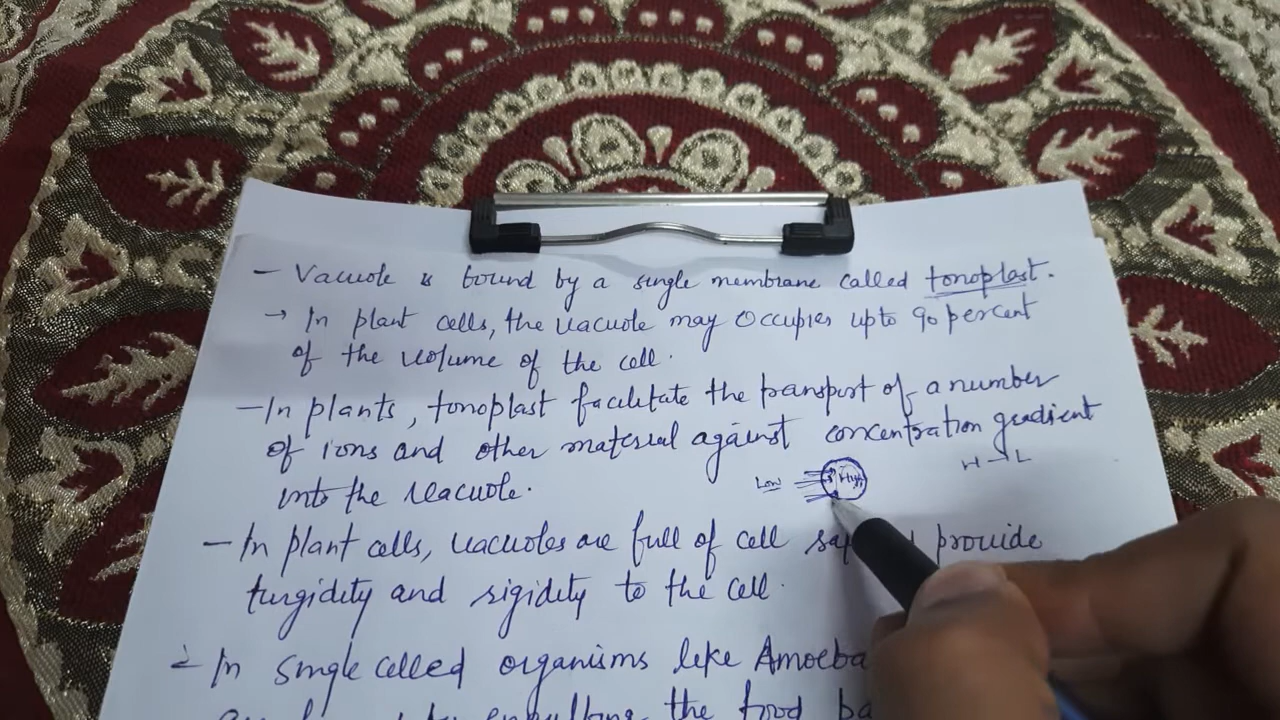 - Vacuole is bound by a single membrane called tonoplast.
→ In plant cells, the vacuole may occupies upto 90 percent
of the volume of the cell.
- In plants, tonoplast facilitate the transport of a number
of ions and other material against concentration gradient
H → L
into the vacuole.
Low High
- In plant cells, vacuoles are full of cell sap provide
turgidity and rigidity to the cell.
- In single celled organisms like Amoeba
the food